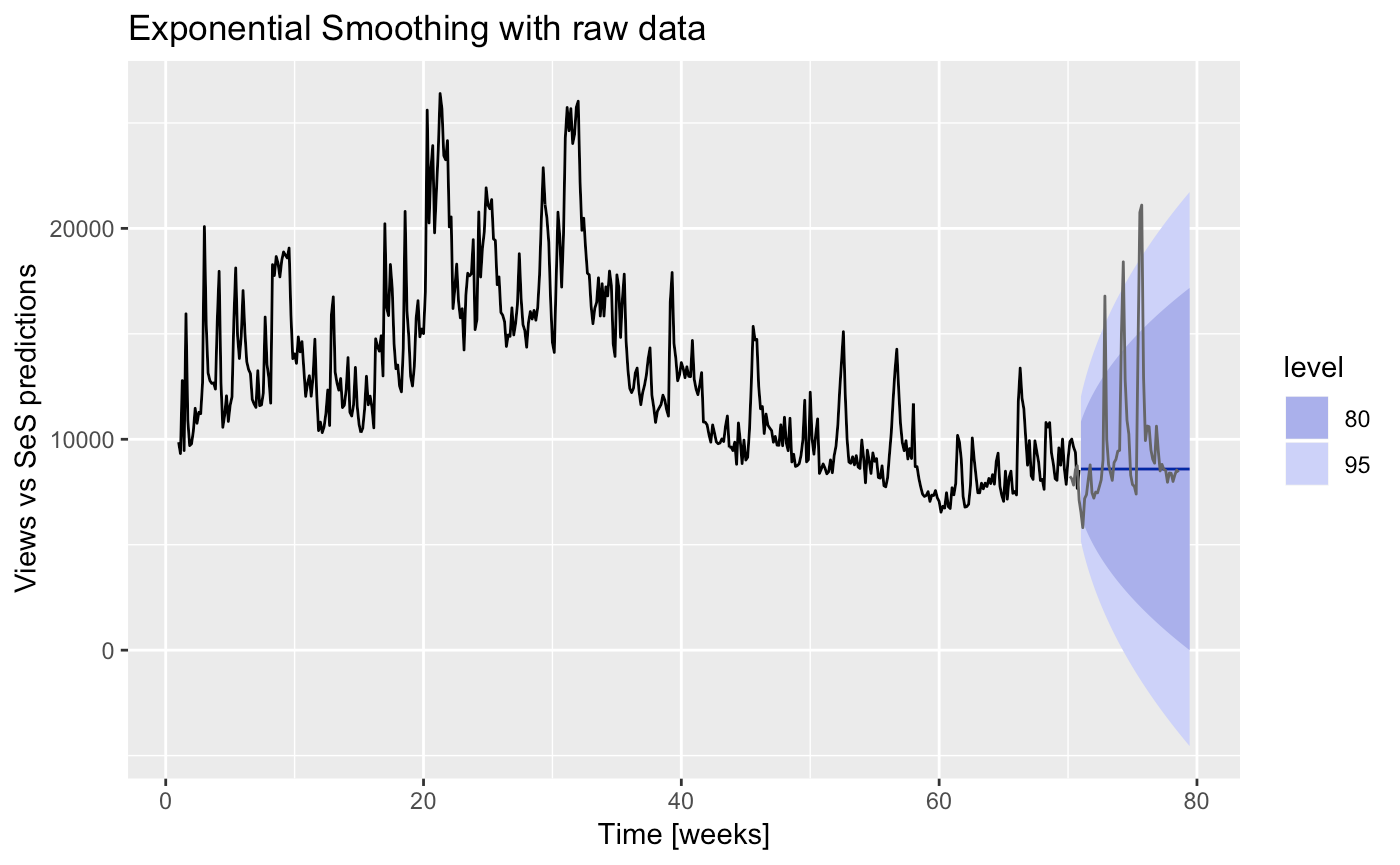 Exponential Smoothing with raw data
Views vs SeS predictions
20000
10000
0
0
20
40
60
80
Time [weeks]
level
80
95